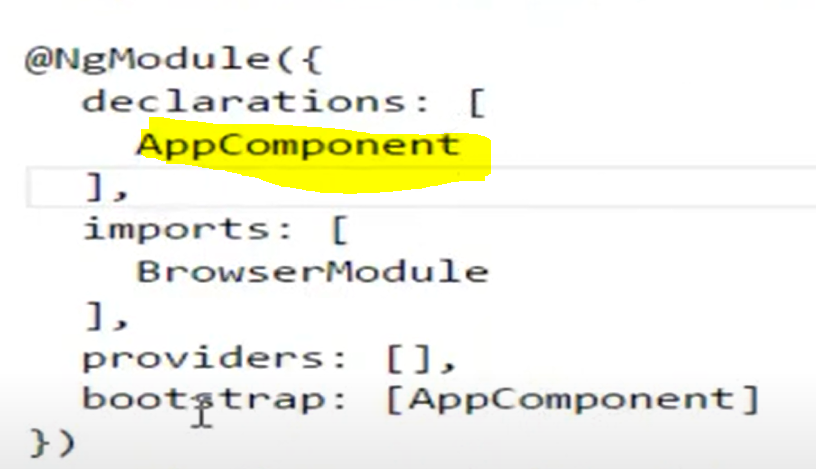 @NgModule({
declarations: [
AppComponent
],
imports: [
BrowserModule
],
providers: [],
bootstrap: [AppComponent]
})